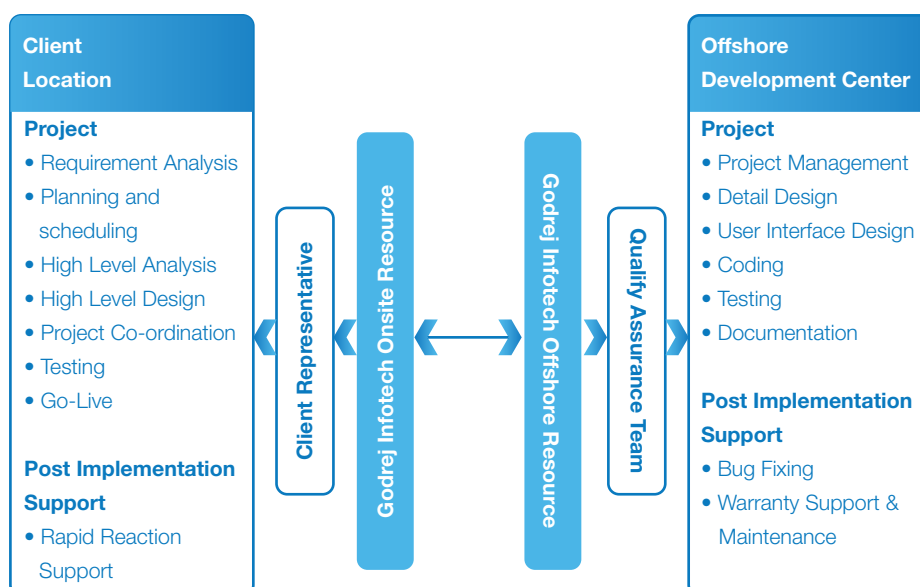 Client
Location
Project
• Requirement Analysis
• Planning and
scheduling
• High Level Analysis
• High Level Design
• Project Co-ordination
• Testing
• Go-Live
Post Implementation
Support
• Rapid Reaction
Support
Client Representative
Godrej Infotech Onsite Resource
Godrej Infotech Offshore Resource
Qualify Assurance Team
Offshore
Development Center
Project
• Project Management
• Detail Design
• User Interface Design
• Coding
• Testing
• Documentation
Post Implementation
Support
• Bug Fixing
• Warranty Support &
Maintenance